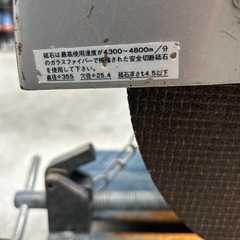 砥石は最高使用速度が4300〜4800m/分
のガラスファイバーで補強された安全切断砥石
を使用して下さい。
直径Φ355 穴径Φ25.4 砥石厚さt4.5以下